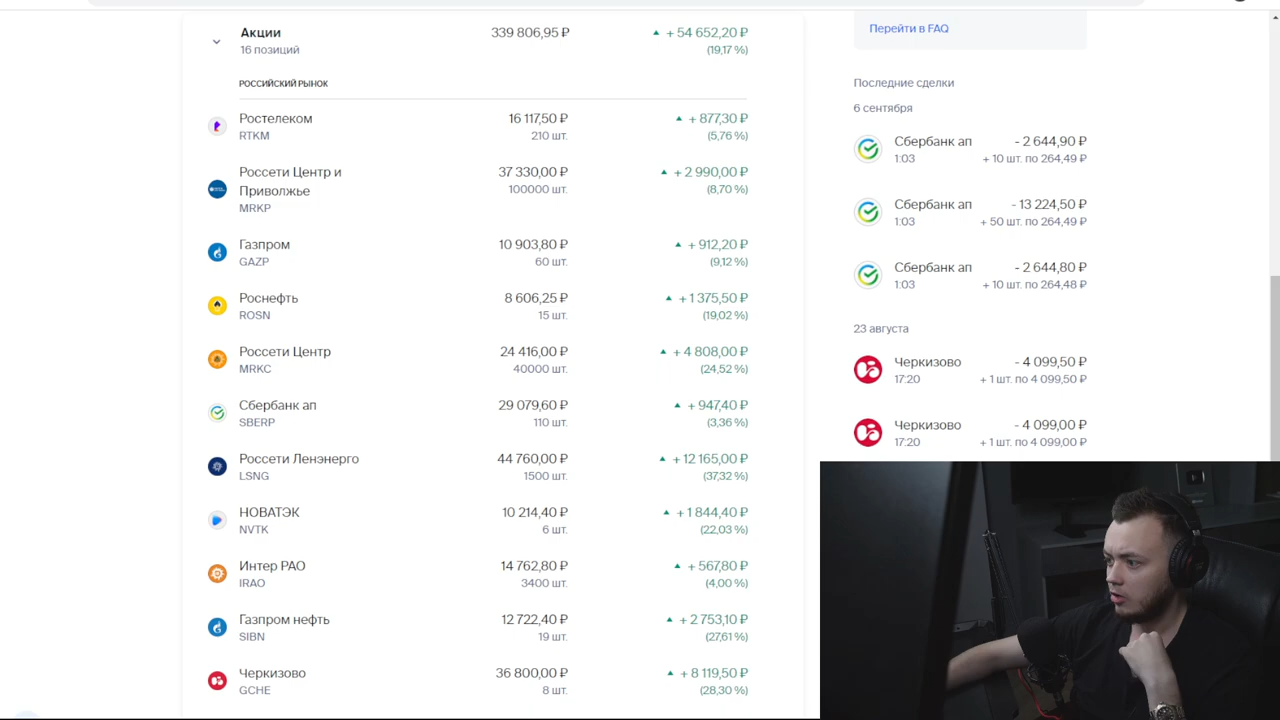 Акции
339 806,95 ₽
+ 54 652,20 ₽
16 позиций
(19,17 %)
РОССИЙСКИЙ РЫНОК
Ростелеком
16 117,50 ₽
+ 877,30 ₽
RTKM
210 шт.
(5,76 %)
Россети Центр и
Приволжье
37 330,00 ₽
+ 2 990,00 ₽
MRKP
100000 шт.
(8,70 %)
Газпром
10 903,80 ₽
+ 912,20 ₽
GAZP
60 шт.
(9,12 %)
Роснефть
8 606,25 ₽
+ 1 375,50 ₽
ROSN
15 шт.
(19,02 %)
Россети Центр
24 416,00 ₽
+ 4 808,00 ₽
MRKC
40000 шт.
(24,52 %)
Сбербанк ап
29 079,60 ₽
+ 947,40 ₽
SBERP
110 шт.
(3,36 %)
Россети Ленэнерго
44 760,00 ₽
+ 12 165,00 ₽
LSNG
1500 шт.
(37,32 %)
НОВАТЭК
10 214,40 ₽
+ 1 844,40 ₽
NVTK
6 шт.
(22,03 %)
Интер РАО
14 762,80 ₽
+ 567,80 ₽
IRAO
3400 шт.
(4,00 %)
Газпром нефть
12 722,40 ₽
+ 2 753,10 ₽
SIBN
19 шт.
(27,61 %)
Черкизово
36 800,00 ₽
+ 8 119,50 ₽
GCHE
8 шт.
(28,30 %)
Перейти в FAQ
Последние сделки
6 сентября
Сбербанк ап
- 2 644,90 ₽
1:03
+ 10 шт. по 264,49 ₽
Сбербанк ап
- 13 224,50 ₽
1:03
+ 50 шт. по 264,49 ₽
Сбербанк ап
- 2 644,80 ₽
1:03
+ 10 шт. по 264,48 ₽
23 августа
Черкизово
- 4 099,50 ₽
17:20
+ 1 шт. по 4 099,50 ₽
Черкизово
- 4 099,00 ₽
17:20
+ 1 шт. по 4 099,00 ₽